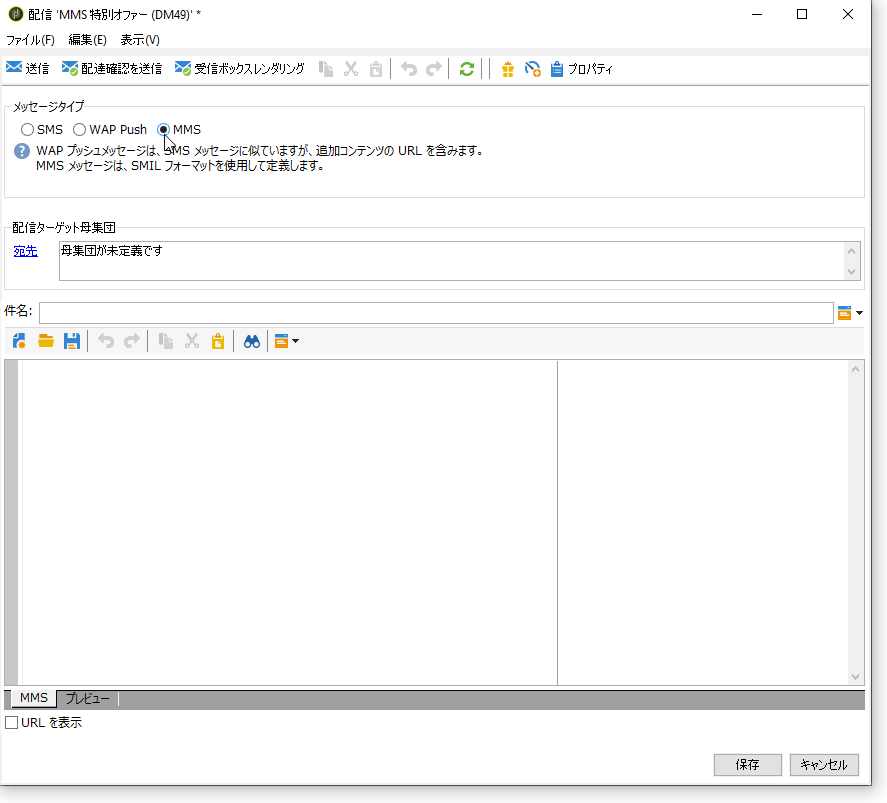 配信 'MMS 特別オファー (DM49)' *
ファイル(F) 編集(E) 表示(V)
送信 配達確認を送信 受信ボックスレンダリング プロパティ
メッセージタイプ
SMS WAP Push MMS
WAP プッシュメッセージは、SMS メッセージに似ていますが、追加コンテンツの URL を含みます。
MMS メッセージは、SMIL フォーマットを使用して定義します。
配信ターゲット母集団
宛先 母集団が未定義です
件名:
MMS プレビュー
URL を表示
保存 キャンセル